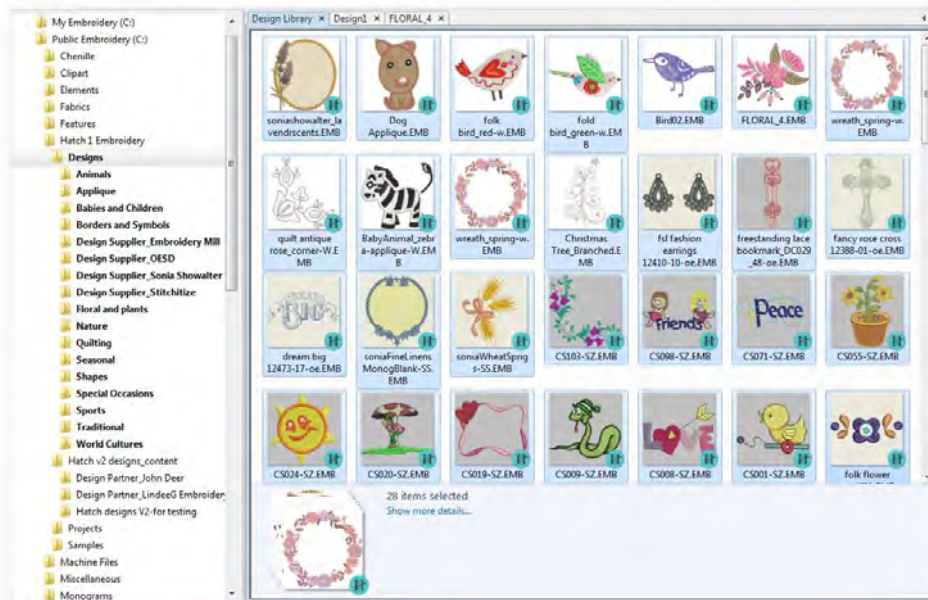 My Embroidery (C:)
Public Embroidery (C:)
Chenille
Clipart
Elements
Fabrics
Features
Hatch 1 Embroidery
Designs
Animals
Applique
Babies and Children
Borders and Symbols
Design Supplier_Embroidery Mill
Design Supplier_OESD
Design Supplier_Sonia Showalter
Design Supplier_Stitchitize
Floral and plants
Nature
Quilting
Seasonal
Shapes
Special Occasions
Sports
Traditional
World Cultures
Hatch v2 designs_content
Design Partner_John Deer
Design Partner_LindeeG Embroidery
Hatch designs V2-for testing
Projects
Samples
Machine Files
Miscellaneous
Monograms
Design Library × Design1 × FLORAL_4 ×
soniashowalter_la
vendrscents.EMB
Dog
Applique.EMB
folk
bird_red-w.EMB
fold
bird_green-w.EM
B
Bird02.EMB
FLORAL_4.EMB
wreath_spring-w.
EMB
quilt antique
rose_corner-W.E
MB
BabyAnimal_zebr
a-applique-W.EM
B
wreath_spring-w.
EMB
Christmas
Tree_Branched.E
MB
fsl fashion
earrings
12410-10-oe.EMB
freestanding lace
bookmark_DC029
_48-oe.EMB
fancy rose cross
12388-01-oe.EMB
DREAM
BIG
dream big
12473-17-oe.EMB
soniaFineLinens
MonogBlank-SS.
EMB
soniaWheatSprig
s-SS.EMB
CS103-SZ.EMB
Friends
CS098-SZ.EMB
Peace
CS071-SZ.EMB
CS055-SZ.EMB
CS024-SZ.EMB
CS020-SZ.EMB
CS019-SZ.EMB
CS009-SZ.EMB
LOVE
CS008-SZ.EMB
CS001-SZ.EMB
folk flower
28 items selected
Show more details...